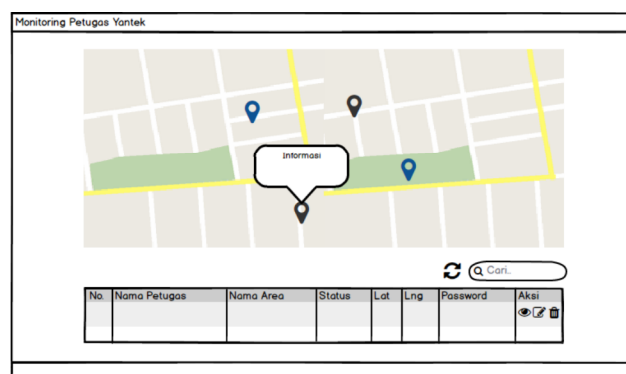 Monitoring Petugas Yantek
Informasi
Cari..
No. Nama Petugas Nama Area Status Lat Lng Password Aksi